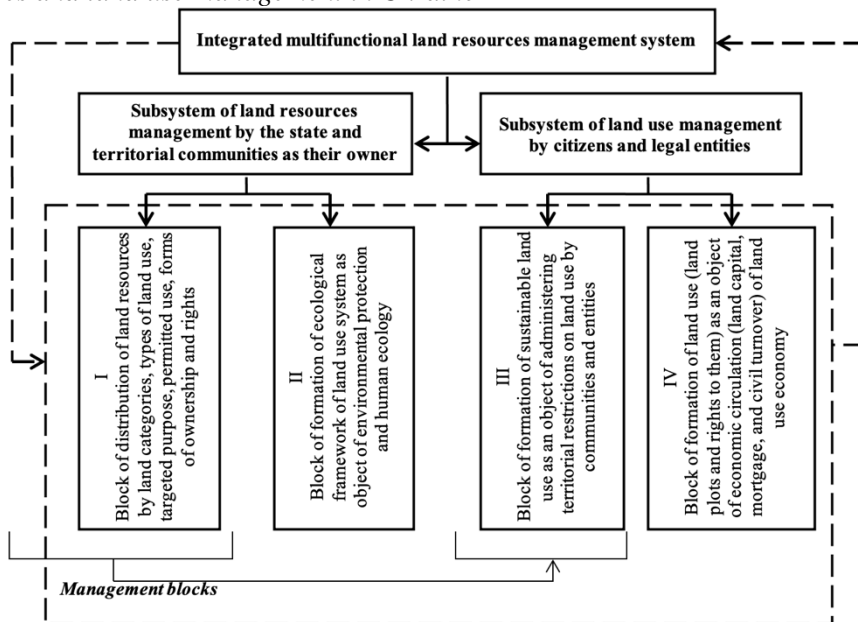 Integrated multifunctional land resources management system
Subsystem of land resources
management by the state and
territorial communities as their owner
Subsystem of land use management
by citizens and legal entities
I
Block of distribution of land resources
by land categories, types of land use,
targeted purpose, permitted use, forms
of ownership and rights
II
Block of formation of ecological
framework of land use system as
object of environmental protection
and human ecology
III
Block of formation of sustainable land
use as an object of administering
territorial restrictions on land use by
communities and entities
IV
Block of formation of land use (land
plots and rights to them) as an object
of economic circulation (land capital,
mortgage, and civil turnover) of land
use economy
Management blocks